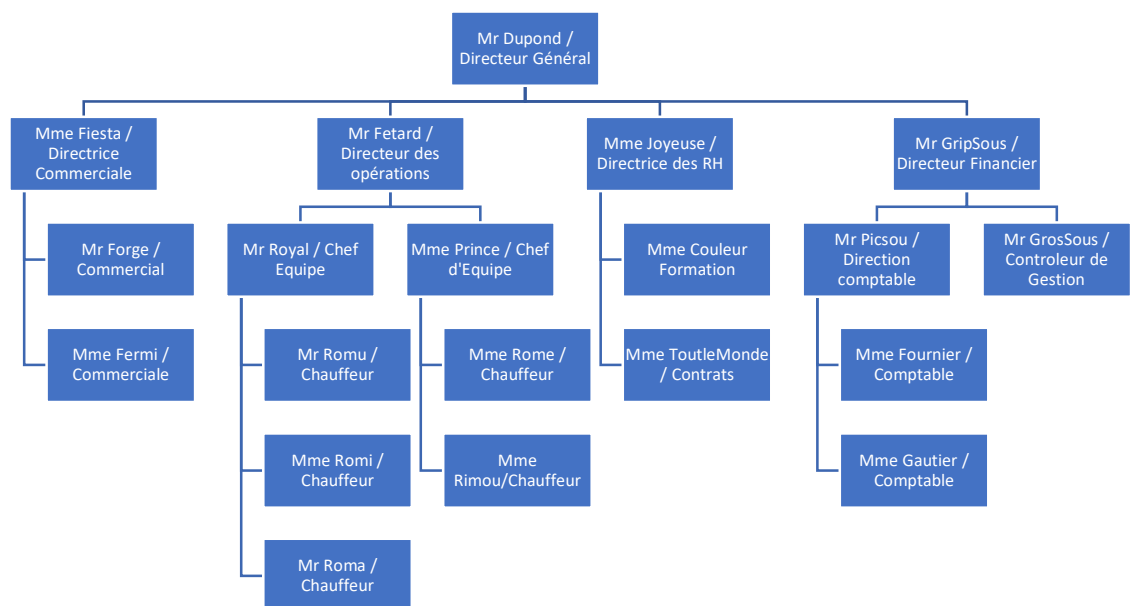 Mr Dupond /
Directeur Général
Mme Fiesta /
Directrice
Commerciale
Mr Fetard /
Directeur des
opérations
Mme Joyeuse /
Directrice des RH
Mr GripSous /
Directeur Financier
Mr Forge /
Commercial
Mme Fermi /
Commerciale
Mr Royal / Chef
Equipe
Mr Romu /
Chauffeur
Mme Romi /
Chauffeur
Mr Roma /
Chauffeur
Mme Prince / Chef
d'Equipe
Mme Rome /
Chauffeur
Mme
Rimou/Chauffeur
Mme Couleur
Formation
Mme ToutleMonde
/ Contrats
Mr Picsou /
Direction
comptable
Mme Fournier /
Comptable
Mme Gautier /
Comptable
Mr GrosSous /
Controleur de
Gestion